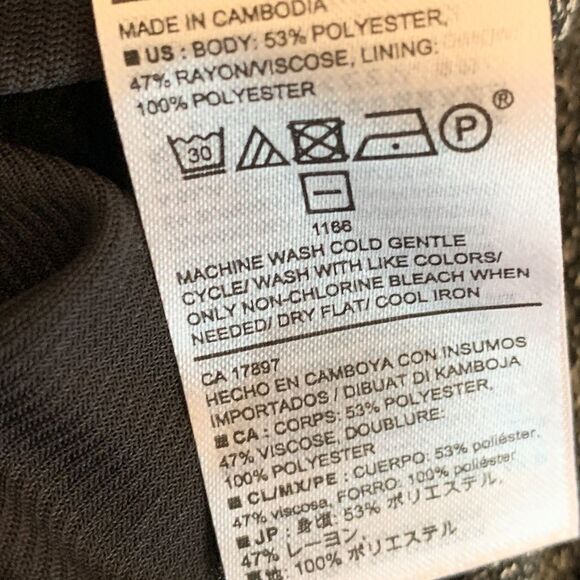 MADE IN CAMBODIA
■ US : BODY: 53% POLYESTER,
47% RAYON/VISCOSE, LINING:
100% POLYESTER
30 P ®
1186
MACHINE WASH COLD GENTLE
CYCLE/ WASH WITH LIKE COLORS/
ONLY NON-CHLORINE BLEACH WHEN
NEEDED/ DRY FLAT/ COOL IRON
CA 17897
HECHO EN CAMBOYA CON INSUMOS
IMPORTADOS / DIBUAT DI KAMBOJA
■ CA : CORPS: 53% POLYESTER,
47% VISCOSE, DOUBLURE:
100% POLYESTER
■ CL/MX/PE : CUERPO: 53% poliéster,
47% viscosa, FORRO: 100% poliéster
■ JP : 身頃: 53% ポリエステル,
47% レーヨン,
100% ポリエステル